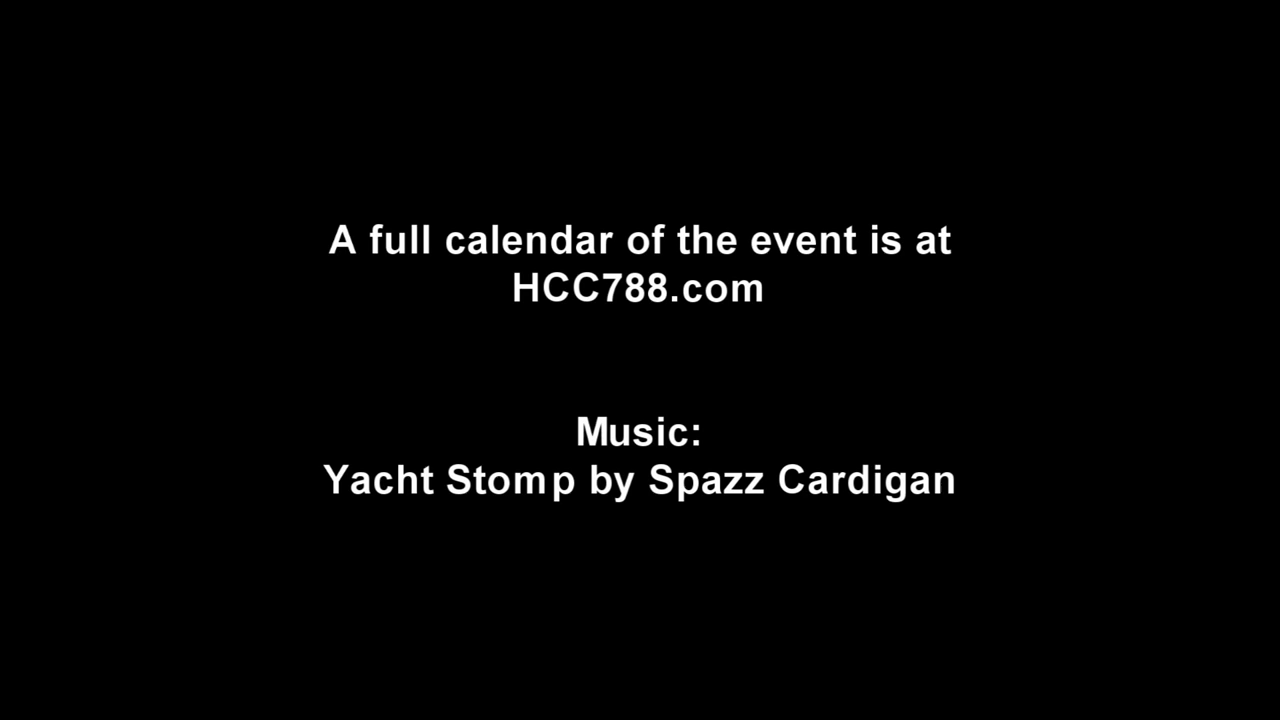 A full calendar of the event is at
HCC788.com
Music:
Yacht Stomp by Spazz Cardigan